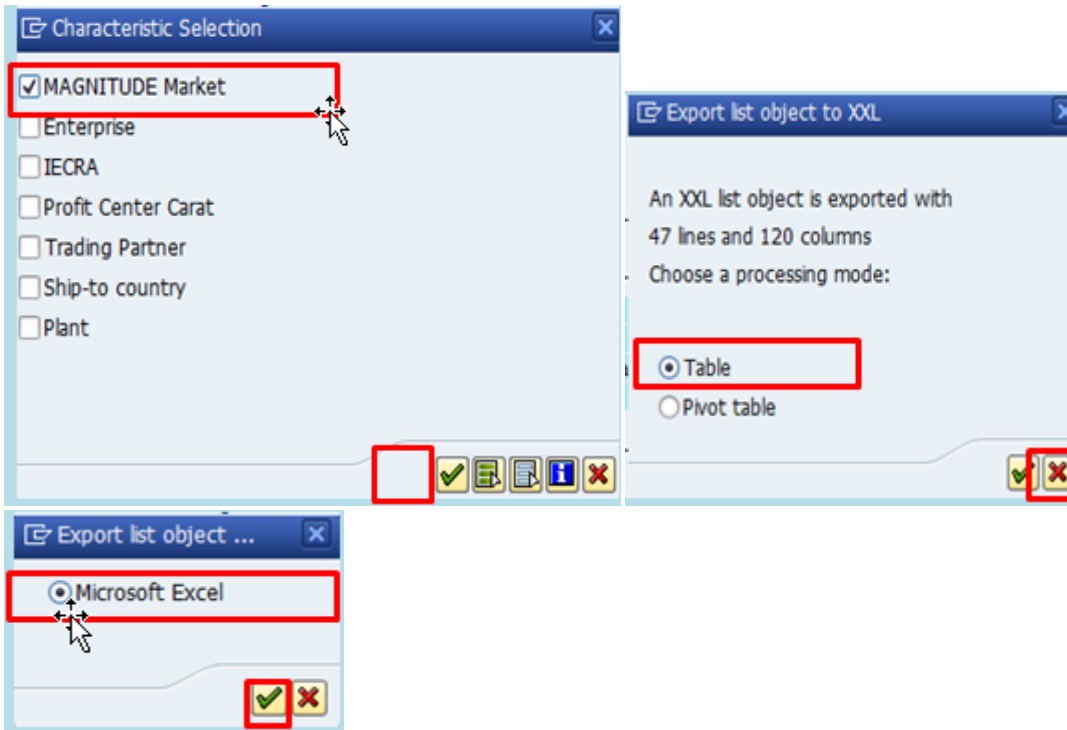 Characteristic Selection
MAGNITUDE Market
Enterprise
IECRA
Profit Center Carat
Trading Partner
Ship-to country
Plant
Export list object to XXL
An XXL list object is exported with
47 lines and 120 columns
Choose a processing mode:
Table
Pivot table
Export list object ...
Microsoft Excel